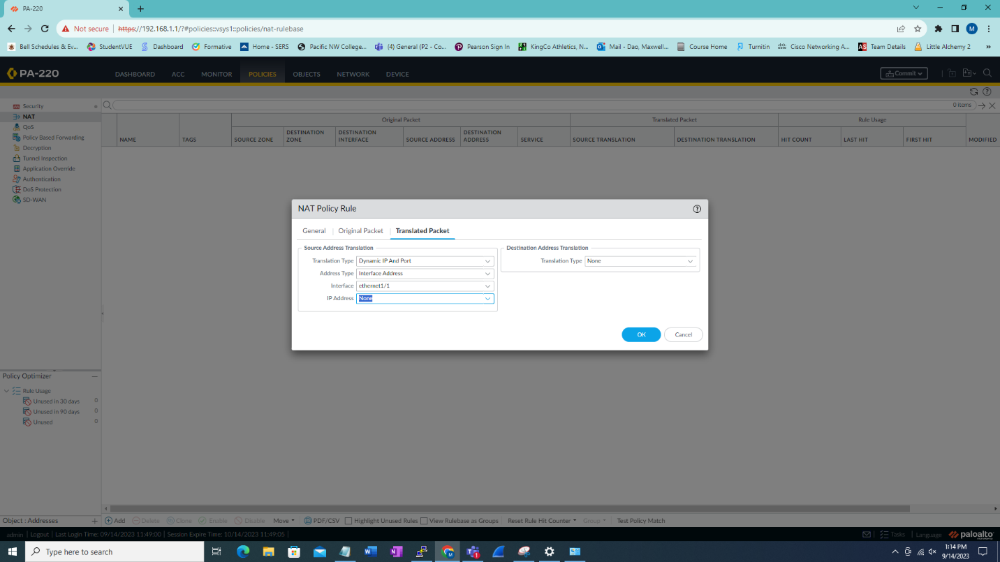 PA-220
Not secure https://192.168.1.1/?#policies::vsys1::policies/nat-rulebase
Bell Schedules & Ev... StudentVUE Dashboard Formative Home - SERS Pacific NW College... (4) General (P2 - Co... Pearson Sign In KingCo Athletics, N... Mail - Dao, Maxwell... Course Home Turnitin Cisco Networking A... Team Details Little Alchemy 2 »
PA-220 DASHBOARD ACC MONITOR POLICIES OBJECTS NETWORK DEVICE Commit
0 items
Security
NAT
QoS
Policy Based Forwarding
Decryption
Tunnel Inspection
Application Override
Authentication
DoS Protection
SD-WAN
Original Packet Translated Packet Rule Usage
NAME TAGS SOURCE ZONE DESTINATION ZONE DESTINATION INTERFACE SOURCE ADDRESS DESTINATION ADDRESS SERVICE SOURCE TRANSLATION DESTINATION TRANSLATION HIT COUNT LAST HIT FIRST HIT MODIFIED
NAT Policy Rule
General Original Packet Translated Packet
Source Address Translation
Translation Type Dynamic IP And Port
Address Type Interface Address
Interface ethernet1/1
IP Address None
Destination Address Translation
Translation Type None
OK Cancel
Policy Optimizer
Rule Usage
Unused in 30 days 0
Unused in 90 days 0
Unused 0
Object : Addresses
Add Delete Clone Enable Disable Move PDF/CSV Highlight Unused Rules View Rulebase as Groups Reset Rule Hit Counter Group Test Policy Match
admin | Logout | Last Login Time: 09/14/2023 11:49:00 | Session Expire Time: 10/14/2023 11:49:05 | Tasks | Language paloalto NETWORKS
Type here to search
1:14 PM
9/14/2023